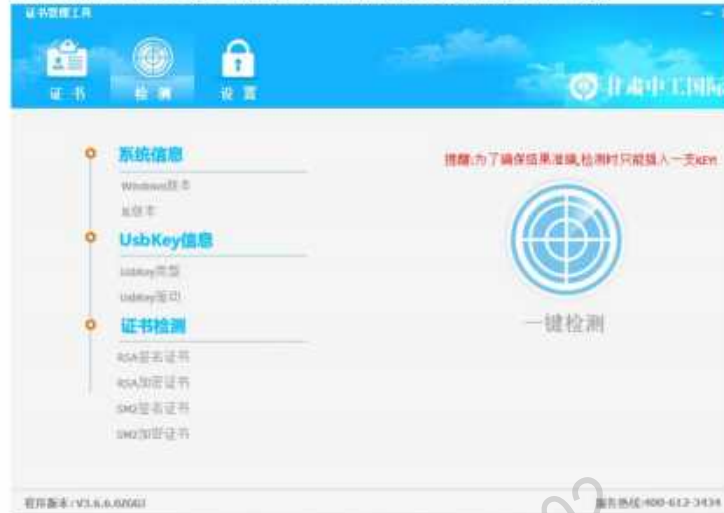 证书管理工具
证书 检测 设置
甘肃中工国际
系统信息
提醒:为了确保结果准确,检测时只能插入一支KEY!
Windows版本
IE版本
UsbKey信息
UsbKey类型
UsbKey驱动
一键检测
证书检测
RSA签名证书
RSA加密证书
SM2签名证书
SM2加密证书
程序版本:V3.6.6.0
服务热线:400-612-3434